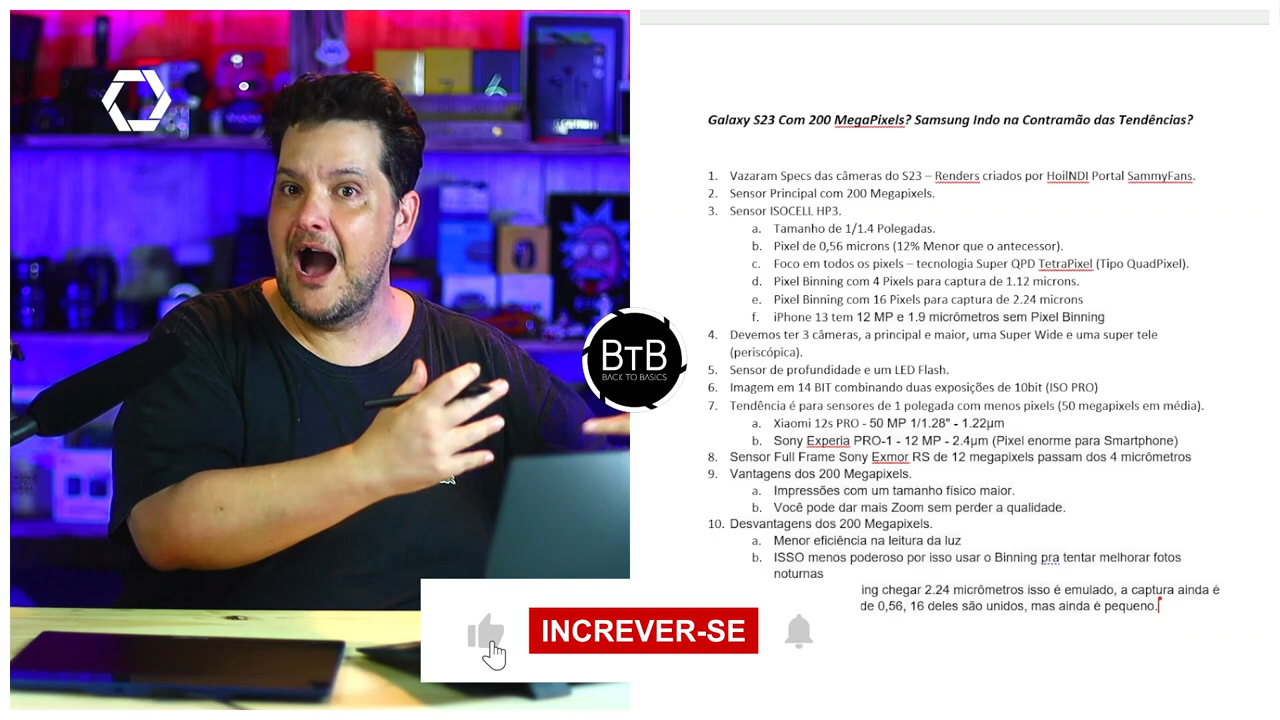 Galaxy S23 Com 200 MegaPixels? Samsung Indo na Contramão das Tendências?
1. Vazaram Specs das câmeras do S23 – Renders criados por HoilNDI Portal SammyFans.
2. Sensor Principal com 200 Megapixels.
3. Sensor ISOCELL HP3.
a. Tamanho de 1/1.4 Polegadas.
b. Pixel de 0,56 microns (12% Menor que o antecessor).
c. Foco em todos os pixels – tecnologia Super QPD TetraPixel (Tipo QuadPixel).
d. Pixel Binning com 4 Pixels para captura de 1.12 microns.
e. Pixel Binning com 16 Pixels para captura de 2.24 microns
f. iPhone 13 tem 12 MP e 1.9 micrômetros sem Pixel Binning
4. Devemos ter 3 câmeras, a principal e maior, uma Super Wide e uma super tele
(periscópica).
5. Sensor de profundidade e um LED Flash.
6. Imagem em 14 BIT combinando duas exposições de 10bit (ISO PRO)
7. Tendência é para sensores de 1 polegada com menos pixels (50 megapixels em média).
a. Xiaomi 12s PRO - 50 MP 1/1.28" - 1.22µm
b. Sony Experia PRO-1 - 12 MP - 2.4µm (Pixel enorme para Smartphone)
8. Sensor Full Frame Sony Exmor RS de 12 megapixels passam dos 4 micrômetros
9. Vantagens dos 200 Megapixels.
a. Impressões com um tamanho físico maior.
b. Você pode dar mais Zoom sem perder a qualidade.
10. Desvantagens dos 200 Megapixels.
a. Menor eficiência na leitura da luz
b. ISSO menos poderoso por isso usar o Binning pra tentar melhorar fotos
noturnas
ing chegar 2.24 micrômetros isso é emulado, a captura ainda é
de 0,56, 16 deles são unidos, mas ainda é pequeno.
BTB
BACK TO BASICS
INCREVER-SE